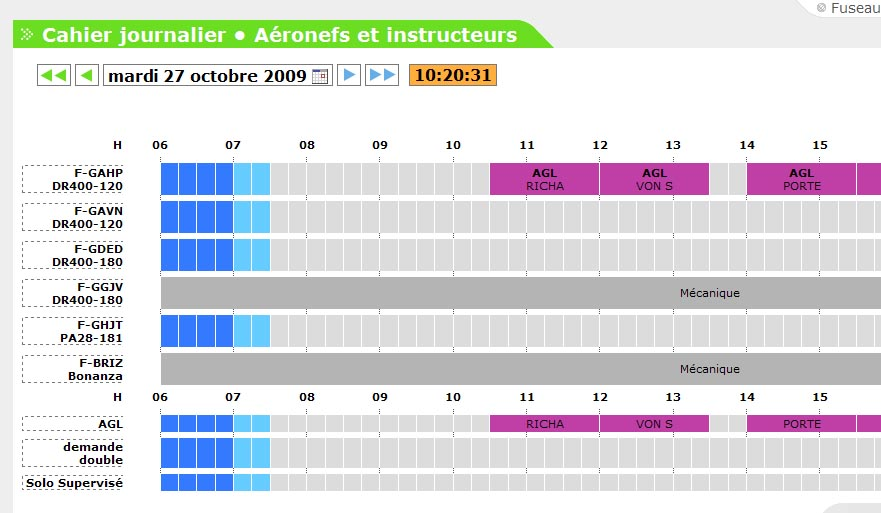 Fuseau
Cahier journalier • Aéronefs et instructeurs
mardi 27 octobre 2009 10:20:31
H 06 07 08 09 10 11 12 13 14 15
F-GAHP
DR400-120
AGL AGL AGL
RICHA VON S PORTE
F-GAVN
DR400-120
F-GDED
DR400-180
F-GGJV
DR400-180
Mécanique
F-GHJT
PA28-181
F-BRIZ
Bonanza
Mécanique
H 06 07 08 09 10 11 12 13 14 15
AGL RICHA VON S PORTE
demande
double
Solo Supervisé